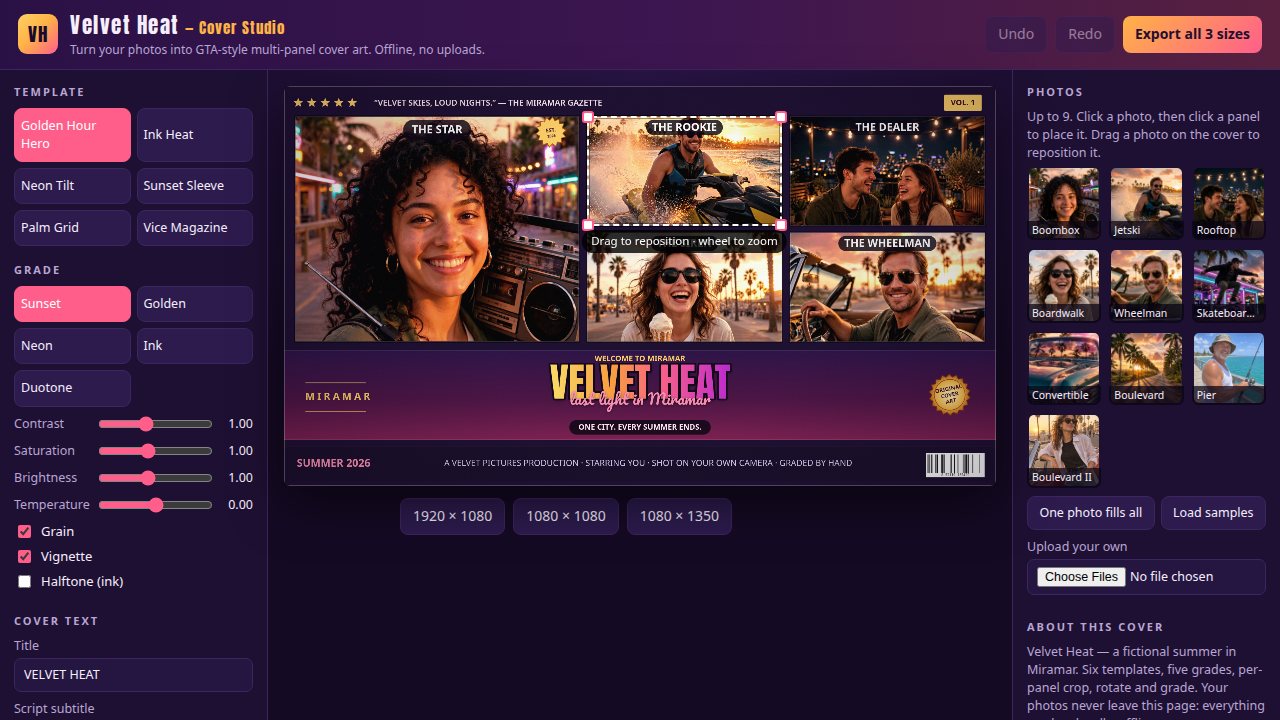 VH
Velvet Heat – Cover Studio
Turn your photos into GTA-style multi-panel cover art. Offline, no uploads.
Undo
Redo
Export all 3 sizes
TEMPLATE
Golden Hour
Hero
Ink Heat
Neon Tilt
Sunset Sleeve
Palm Grid
Vice Magazine
GRADE
Sunset
Golden
Neon
Ink
Duotone
Contrast 1.00
Saturation 1.00
Brightness 1.00
Temperature 0.00
Grain
Vignette
Halftone (ink)
COVER TEXT
Title
VELVET HEAT
Script subtitle
"VELVET SKIES, LOUD NIGHTS." — THE MIRAMAR GAZETTE
VOL. 1
THE STAR
EST.
THE ROOKIE
THE DEALER
Drag to reposition · wheel to zoom
THE WHEELMAN
WELCOME TO MIRAMAR
VELVET HEAT
last light in Miramar
MIRAMAR
ORIGINAL
COVER
ART
ONE CITY. EVERY SUMMER ENDS.
SUMMER 2026
A VELVET PICTURES PRODUCTION · STARRING YOU · SHOT ON YOUR OWN CAMERA · GRADED BY HAND
1920 × 1080
1080 × 1080
1080 × 1350
PHOTOS
Up to 9. Click a photo, then click a panel
to place it. Drag a photo on the cover to
reposition it.
Boombox
Jetski
Rooftop
Boardwalk
Wheelman
Skateboar...
Convertible
Boulevard
Pier
Boulevard II
One photo fills all
Load samples
Upload your own
Choose Files No file chosen
ABOUT THIS COVER
Velvet Heat — a fictional summer in
Miramar. Six templates, five grades, per-
panel crop, rotate and grade. Your
photos never leave this page: everything